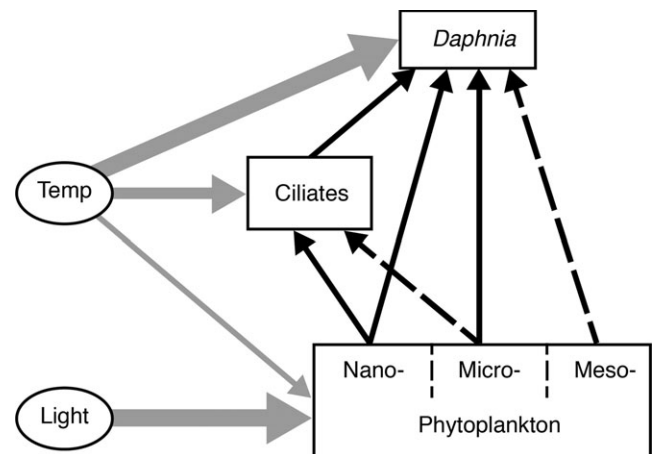 Daphnia
Temp
Ciliates
Nano-
Micro-
Meso-
Light
Phytoplankton